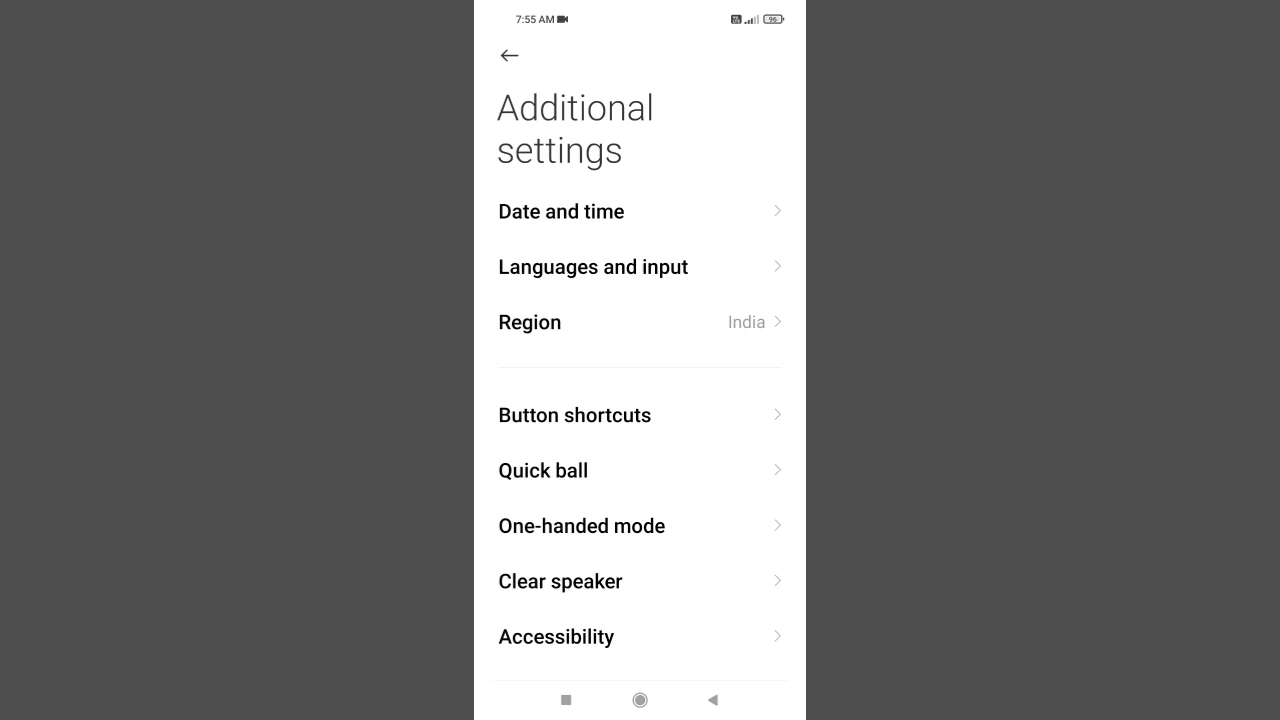 7:55 AM
96
Additional
settings
Date and time
Languages and input
Region
India
Button shortcuts
Quick ball
One-handed mode
Clear speaker
Accessibility